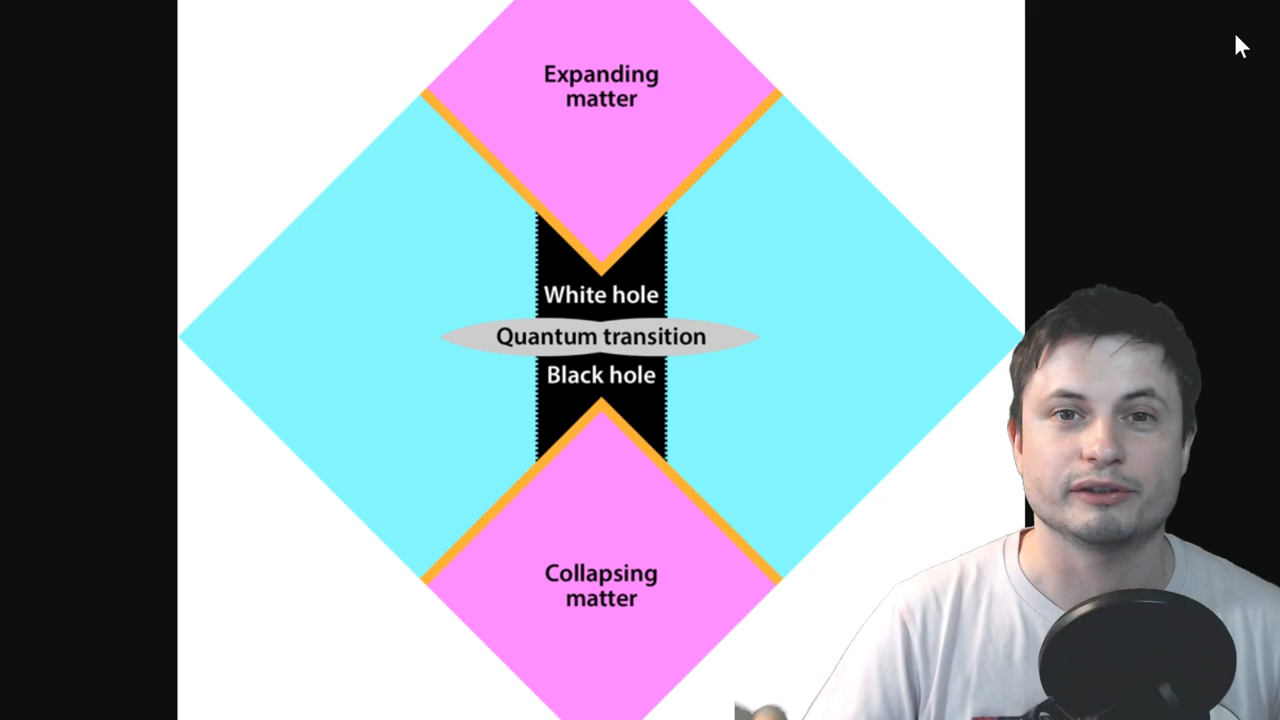 Expanding
matter
White hole
Quantum transition
Black hole
Collapsing
matter